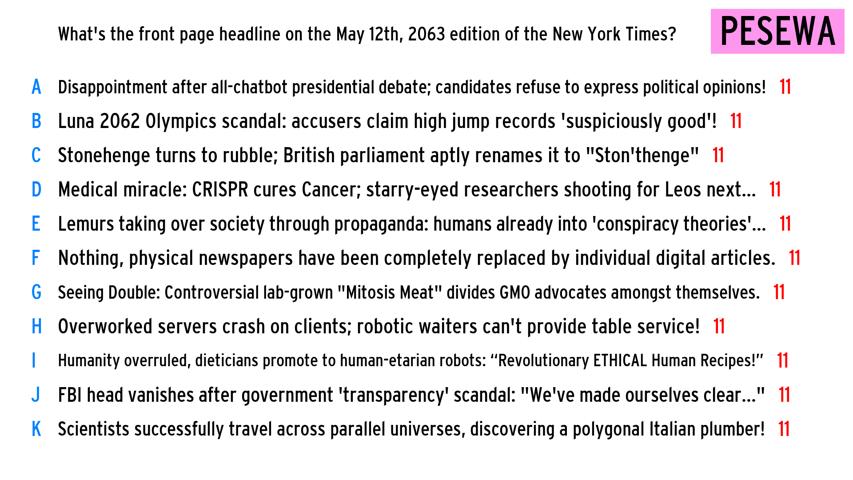 What's the front page headline on the May 12th, 2063 edition of the New York Times? PESEWA
A Disappointment after all-chatbot presidential debate; candidates refuse to express political opinions! 11
B Luna 2062 Olympics scandal: accusers claim high jump records 'suspiciously good'! 11
C Stonehenge turns to rubble; British parliament aptly renames it to "Ston'thenge" 11
D Medical miracle: CRISPR cures Cancer; starry-eyed researchers shooting for Leos next... 11
E Lemurs taking over society through propaganda: humans already into 'conspiracy theories'... 11
F Nothing, physical newspapers have been completely replaced by individual digital articles. 11
G Seeing Double: Controversial lab-grown "Mitosis Meat" divides GMO advocates amongst themselves. 11
H Overworked servers crash on clients; robotic waiters can't provide table service! 11
I Humanity overruled, dieticians promote to human-etarian robots: “Revolutionary ETHICAL Human Recipes!” 11
J FBI head vanishes after government 'transparency' scandal: "We've made ourselves clear..." 11
K Scientists successfully travel across parallel universes, discovering a polygonal Italian plumber! 11